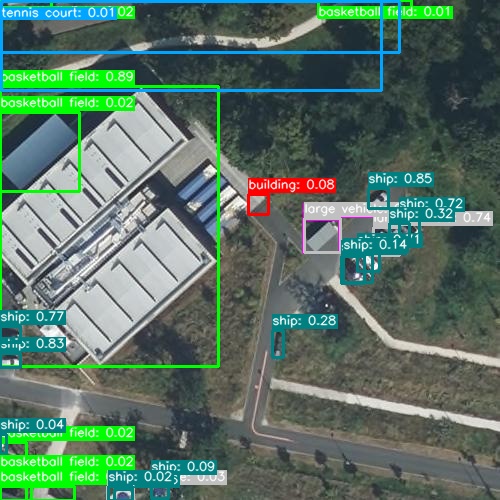 tennis court: 0.01
02
basketball field: 0.01
basketball field: 0.89
basketball field: 0.02
building: 0.08
ship: 0.85
large vehicle
ship: 0.72
ship: 0.32
0.74
ship: 0.14
ship: 0.77
ship: 0.28
ship: 0.83
ship: 0.04
basketball field: 0.02
basketball field: 0.02
ship: 0.09
basketball field: 0.02
ship: 0.02
0.03